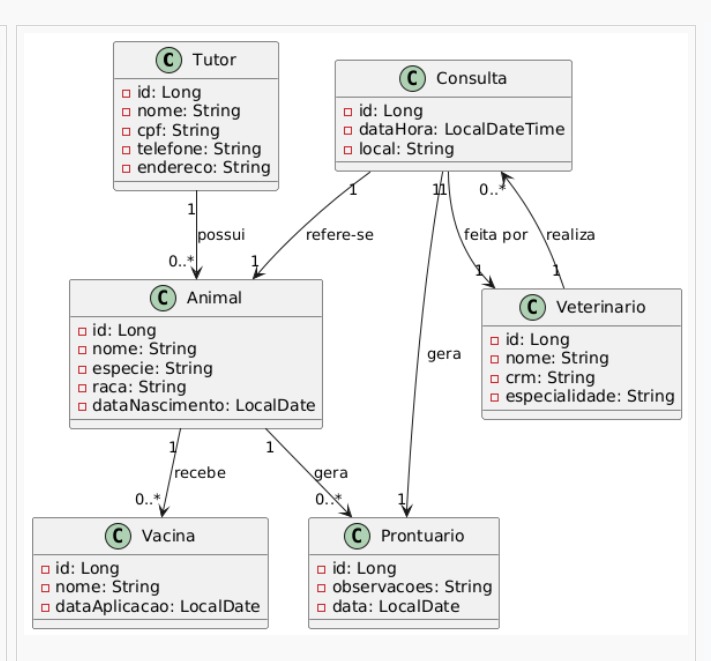 C Tutor
id: Long
nome: String
cpf: String
telefone: String
endereco: String
C Consulta
id: Long
dataHora: LocalDateTime
local: String
1
possui
0..*
1
refere-se
1
1
gera
1
1
feita por
1
0..*
realiza
1
C Animal
id: Long
nome: String
especie: String
raca: String
dataNascimento: LocalDate
C Veterinario
id: Long
nome: String
crm: String
especialidade: String
1
recebe
0..*
1
gera
0..*
C Vacina
id: Long
nome: String
dataAplicacao: LocalDate
C Prontuario
id: Long
observacoes: String
data: LocalDate